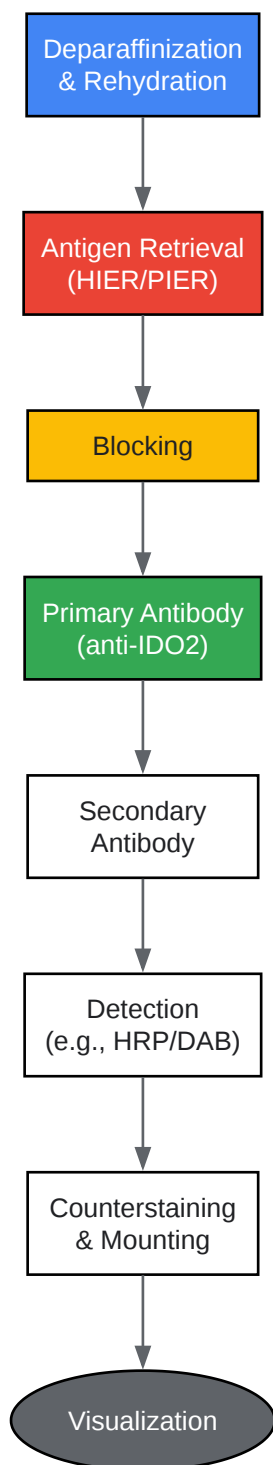 Deparaffinization
& Rehydration
Antigen Retrieval
(HIER/PIER)
Blocking
Primary Antibody
(anti-IDO2)
Secondary
Antibody
Detection
(e.g., HRP/DAB)
Counterstaining
& Mounting
Visualization